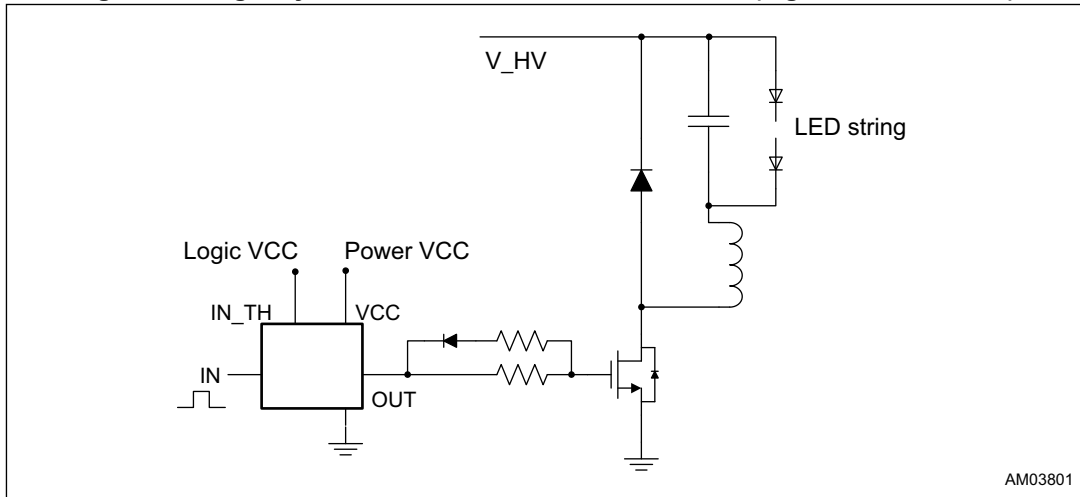 V_HV
LED string
Logic VCC
Power VCC
IN_TH
VCC
IN
OUT
AM03801